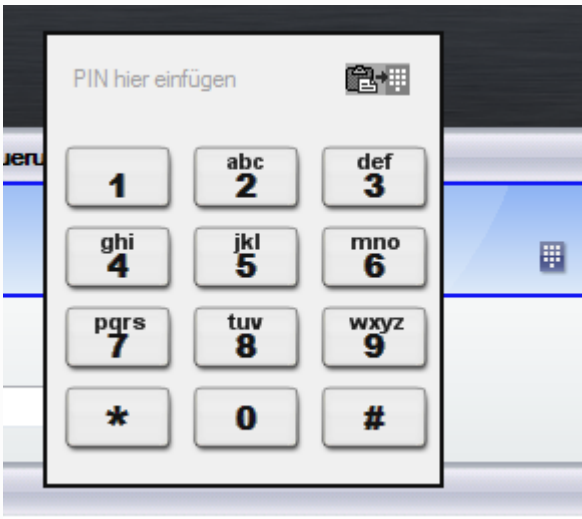 PIN hier einfügen
ueru
1
abc
2
def
3
ghi
4
jkl
5
mno
6
pqrs
7
tuv
8
wxyz
9
*
0
#